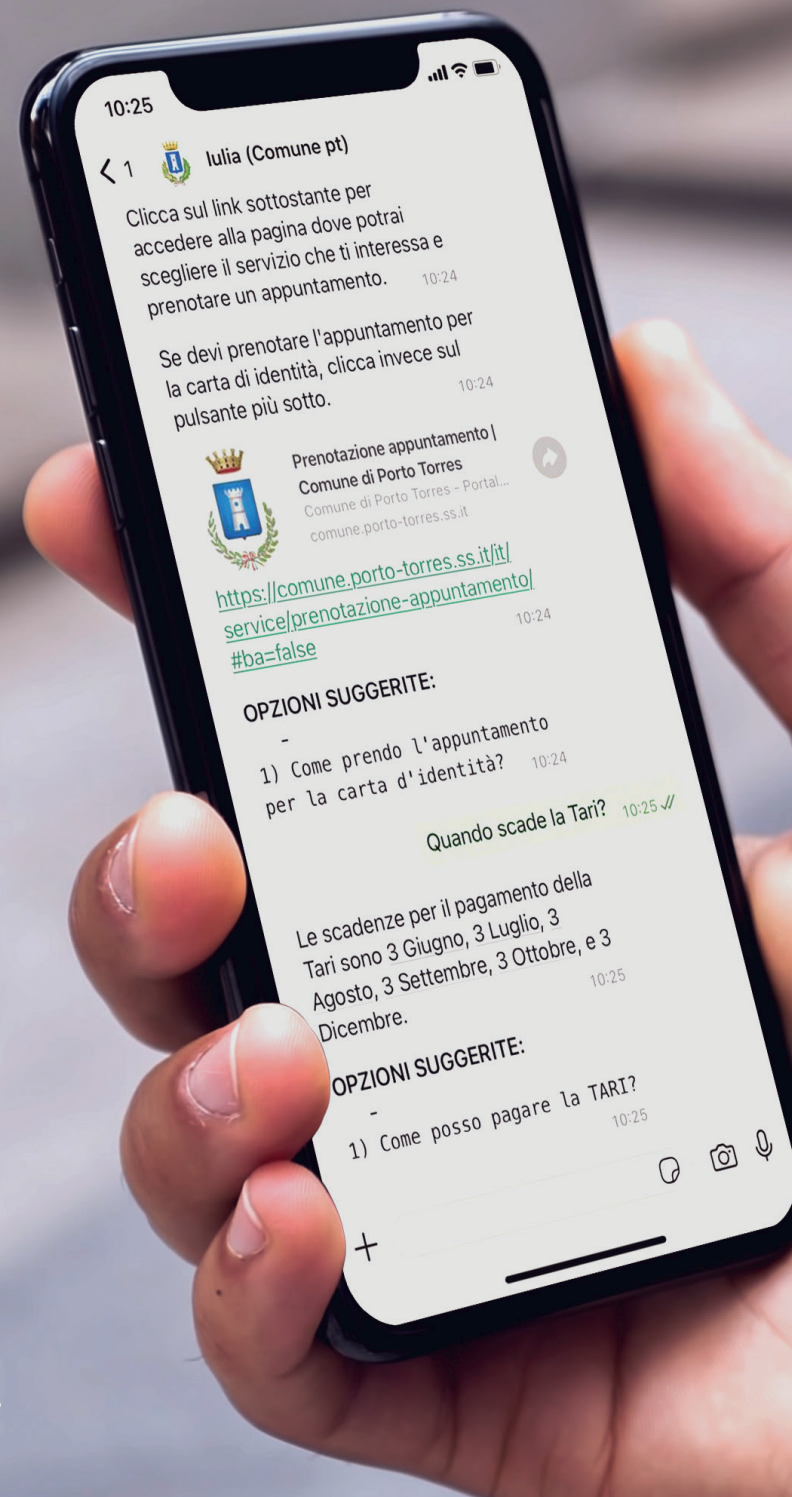 10:25
1
Iulia (Comune pt)
Clicca sul link sottostante per
accedere alla pagina dove potrai
scegliere il servizio che ti interessa e
prenotare un appuntamento. 10:24
Se devi prenotare l'appuntamento per
la carta di identità, clicca invece sul
pulsante più sotto. 10:24
Prenotazione appuntamento |
Comune di Porto Torres
Comune di Porto Torres - Portal...
comune.porto-torres.ss.it
https://comune.porto-torres.ss.it/it/
service/prenotazione-appuntamento/
#ba=false 10:24
OPZIONI SUGGERITE:
-
1) Come prendo l'appuntamento
per la carta d'identità? 10:24
Quando scade la Tari? 10:25
Le scadenze per il pagamento della
Tari sono 3 Giugno, 3 Luglio, 3
Agosto, 3 Settembre, 3 Ottobre, e 3
Dicembre. 10:25
OPZIONI SUGGERITE:
-
1) Come posso pagare la TARI?
10:25